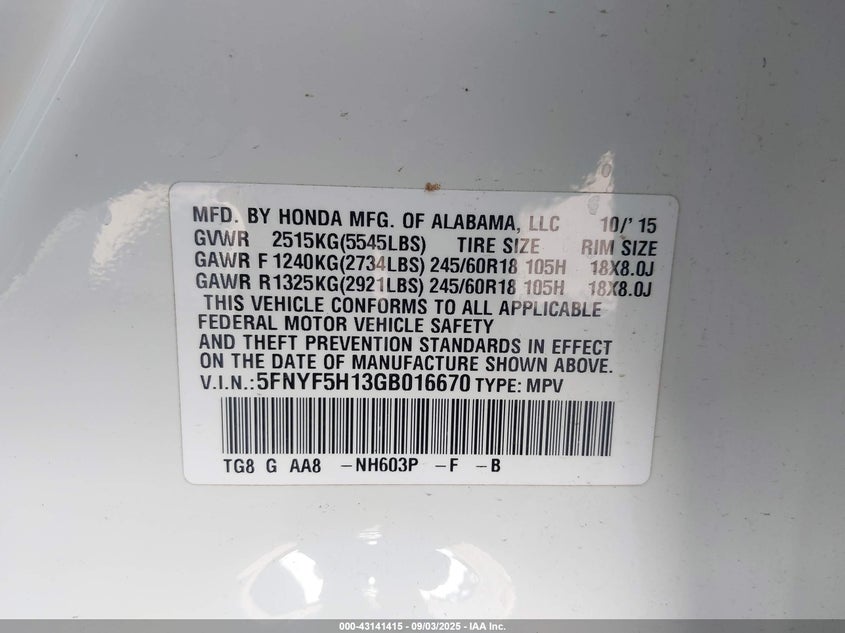 MFD. BY HONDA MFG. OF ALABAMA, LLC 10/' 15
GVWR 2515KG(5545LBS) TIRE SIZE RIM SIZE
GAWR F 1240KG(2734LBS) 245/60R18 105H 18X8.0J
GAWR R 1325KG(2921LBS) 245/60R18 105H 18X8.0J
THIS VEHICLE CONFORMS TO ALL APPLICABLE
FEDERAL MOTOR VEHICLE SAFETY
AND THEFT PREVENTION STANDARDS IN EFFECT
ON THE DATE OF MANUFACTURE SHOWN ABOVE.
V.I.N.:5FNYF5H13GB016670 TYPE: MPV
TG8 G AA8 -NH603P -F -B
000-43141415 - 09/03/2025 - IAA Inc.